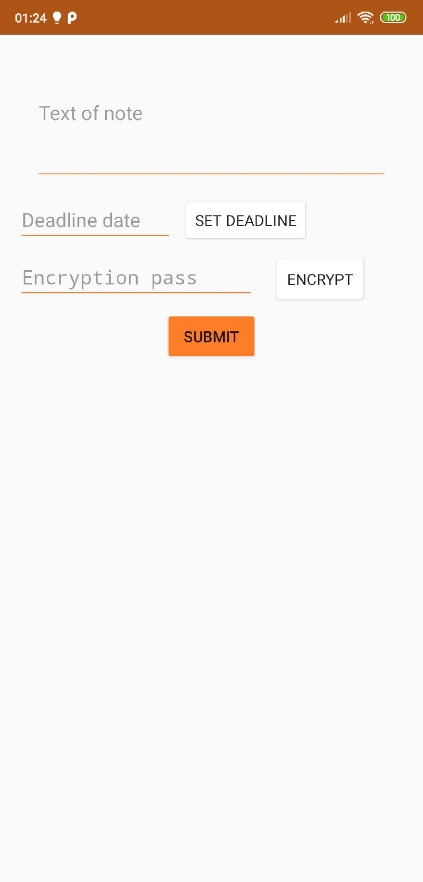 01:24
100
Text of note
Deadline date SET DEADLINE
Encryption pass ENCRYPT
SUBMIT